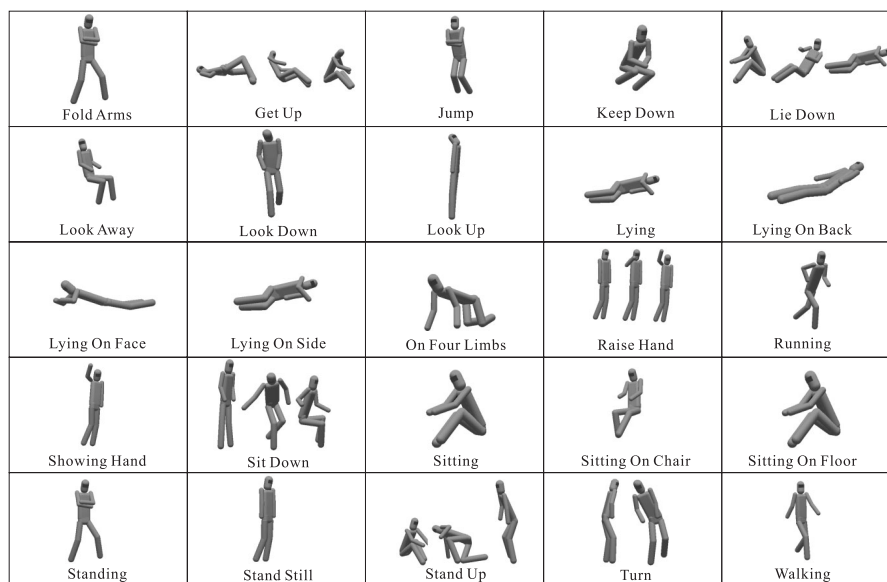 Fold Arms
Get Up
Jump
Keep Down
Lie Down
Look Away
Look Down
Look Up
Lying
Lying On Back
Lying On Face
Lying On Side
On Four Limbs
Raise Hand
Running
Showing Hand
Sit Down
Sitting
Sitting On Chair
Sitting On Floor
Standing
Stand Still
Stand Up
Turn
Walking